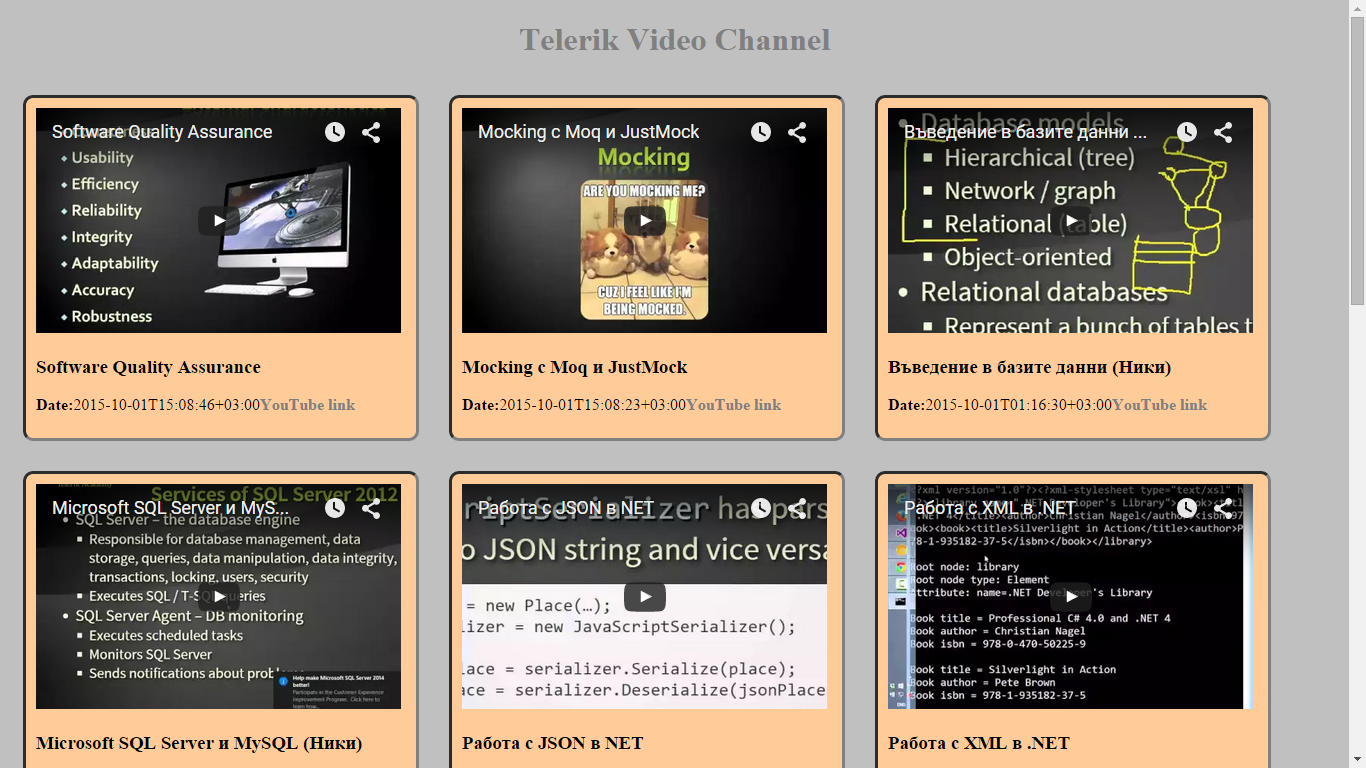 Telerik Video Channel
Software Quality Assurance
Usability
Efficiency
Reliability
Integrity
Adaptability
Accuracy
Robustness
Software Quality Assurance
Date:2015-10-01T15:08:46+03:00YouTube link
Mocking с Moq и JustMock
Mocking
ARE YOU MOCKING ME?
CUZ I FEEL LIKE I'M
BEING MOCKED.
Mocking с Moq и JustMock
Date:2015-10-01T15:08:23+03:00YouTube link
Въведение в базите данни ...
Database models
Hierarchical (tree)
Network / graph
Relational (table)
Object-oriented
Relational databases
Represent a bunch of tables t
Въведение в базите данни (Ники)
Date:2015-10-01T01:16:30+03:00YouTube link
Services of SQL Server 2012
Microsoft SQL Server и MyS...
SQL Server – the database engine
Responsible for database management, data
storage, queries, data manipulation, data integrity,
transactions, locking, users, security
Executes SQL / T-SQL queries
SQL Server Agent – DB monitoring
Executes scheduled tasks
Monitors SQL Server
Sends notifications about problems
Help make Microsoft SQL Server 2014
better!
Microsoft SQL Server и MySQL (Ники)
Работа с JSON в NET
riptSerializer has pars
o JSON string and vice versa
= new Place(…);
lizer = new JavaScriptSerializer();
lace = serializer.Serialize(place);
ace = serializer.Deserialize(jsonPlace
Работа с JSON в NET
Работа с XML в .NET
<?xml version="1.0"?><?xml-stylesheet type="text/xsl" h
<book><title>Silverlight in Action</title><author>P
78-1-935182-37-5</isbn></book></library>
Root node: library
Root node type: Element
Attribute: name=.NET Developer's Library
Book title = Professional C# 4.0 and .NET 4
Book author = Christian Nagel
Book isbn = 978-0-470-50225-9
Book title = Silverlight in Action
Book author = Pete Brown
Book isbn = 978-1-935182-37-5
Работа с XML в .NET